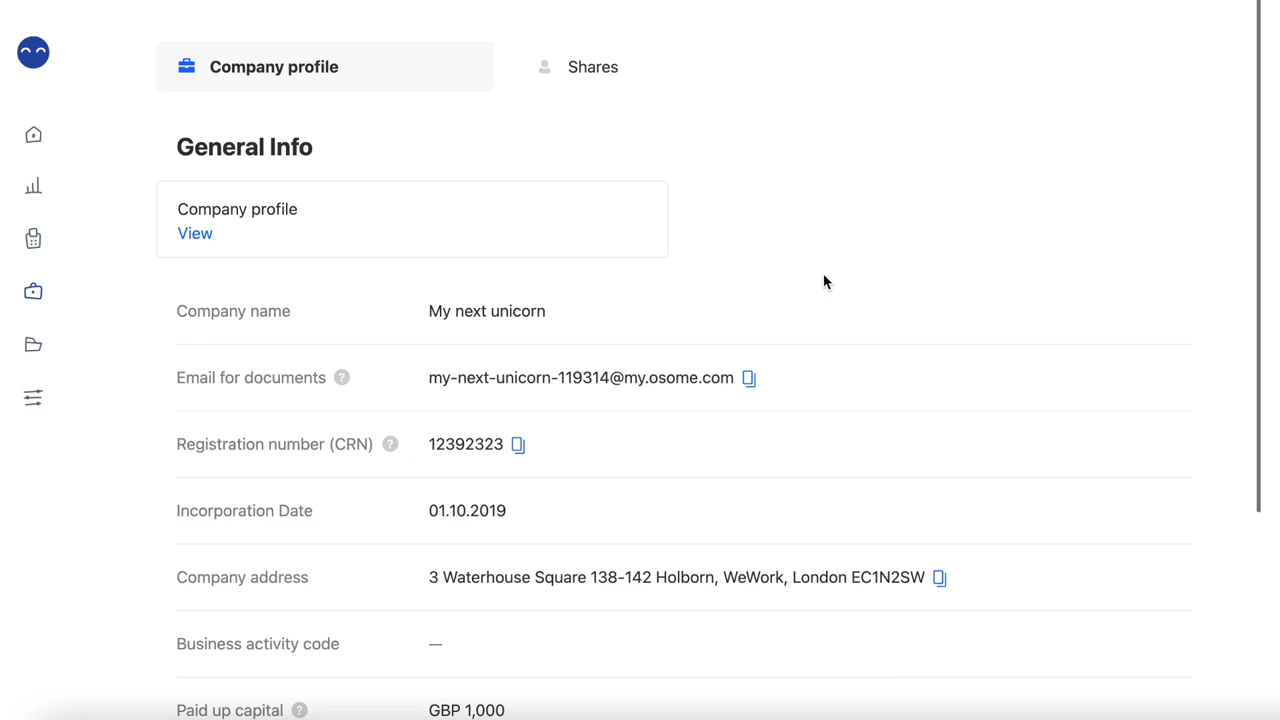 Company profile
Shares
General Info
Company profile
View
Company name
My next unicorn
Email for documents ?
my-next-unicorn-119314@my.osome.com
Registration number (CRN) ?
12392323
Incorporation Date
01.10.2019
Company address
3 Waterhouse Square 138-142 Holborn, WeWork, London EC1N2SW
Business activity code
—
Paid up capital ?
GBP 1,000